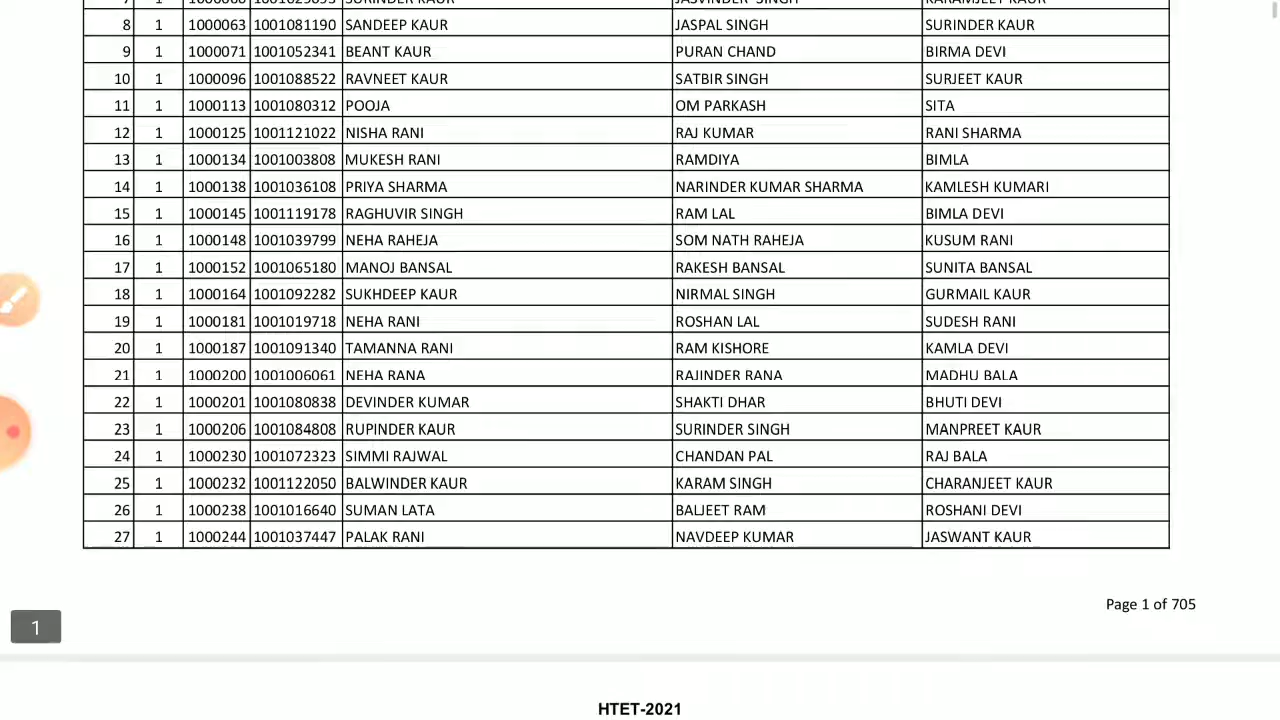 8 1 1000063 1001081190 SANDEEP KAUR JASPAL SINGH SURINDER KAUR
9 1 1000071 1001052341 BEANT KAUR PURAN CHAND BIRMA DEVI
10 1 1000096 1001088522 RAVNEET KAUR SATBIR SINGH SURJEET KAUR
11 1 1000113 1001080312 POOJA OM PARKASH SITA
12 1 1000125 1001121022 NISHA RANI RAJ KUMAR RANI SHARMA
13 1 1000134 1001003808 MUKESH RANI RAMDIYA BIMLA
14 1 1000138 1001036108 PRIYA SHARMA NARINDER KUMAR SHARMA KAMLESH KUMARI
15 1 1000145 1001119178 RAGHUVIR SINGH RAM LAL BIMLA DEVI
16 1 1000148 1001039799 NEHA RAHEJA SOM NATH RAHEJA KUSUM RANI
17 1 1000152 1001065180 MANOJ BANSAL RAKESH BANSAL SUNITA BANSAL
18 1 1000164 1001092282 SUKHDEEP KAUR NIRMAL SINGH GURMAIL KAUR
19 1 1000181 1001019718 NEHA RANI ROSHAN LAL SUDESH RANI
20 1 1000187 1001091340 TAMANNA RANI RAM KISHORE KAMLA DEVI
21 1 1000200 1001006061 NEHA RANA RAJINDER RANA MADHU BALA
22 1 1000201 1001080838 DEVINDER KUMAR SHAKTI DHAR BHUTI DEVI
23 1 1000206 1001084808 RUPINDER KAUR SURINDER SINGH MANPREET KAUR
24 1 1000230 1001072323 SIMMI RAJWAL CHANDAN PAL RAJ BALA
25 1 1000232 1001122050 BALWINDER KAUR KARAM SINGH CHARANJEET KAUR
26 1 1000238 1001016640 SUMAN LATA BALJEET RAM ROSHANI DEVI
27 1 1000244 1001037447 PALAK RANI NAVDEEP KUMAR JASWANT KAUR
Page 1 of 705
1
HTET-2021